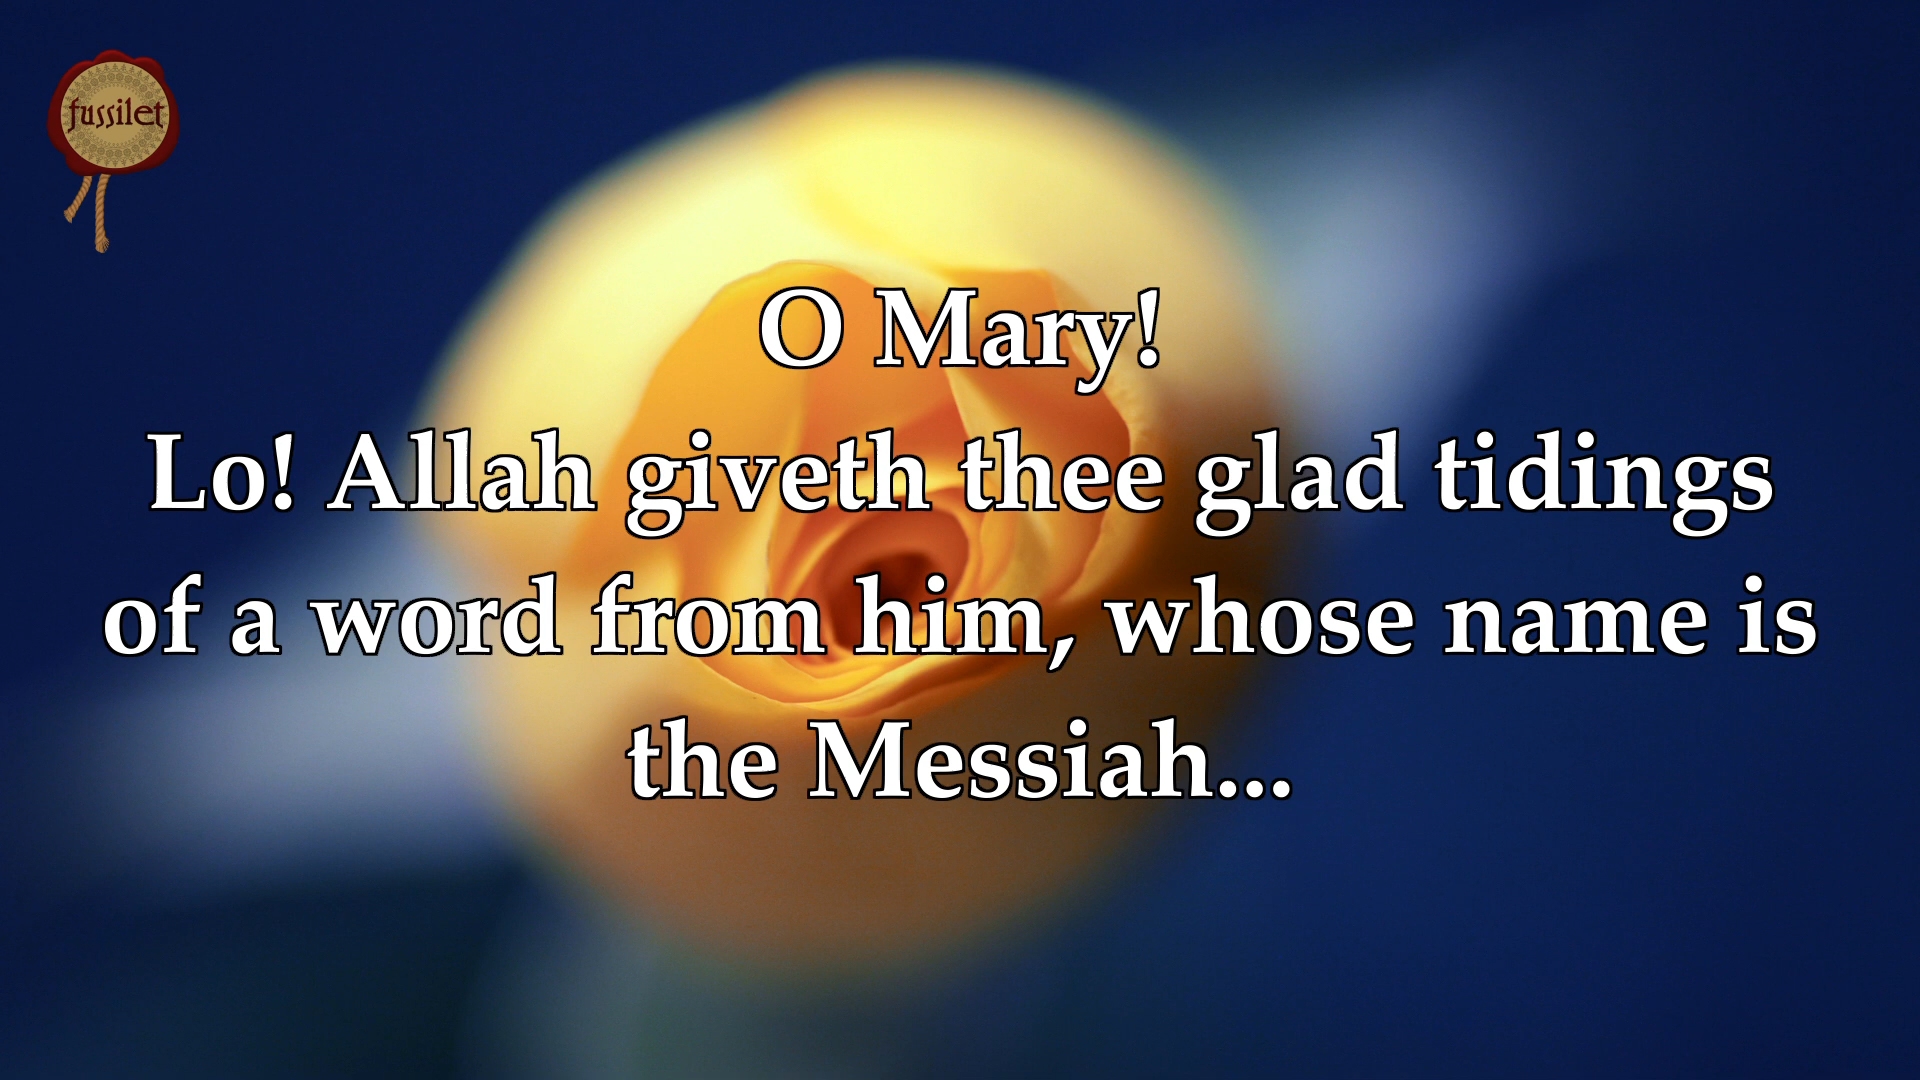 fussilet
O Mary!
Lo! Allah giveth thee glad tidings
of a word from him, whose name is
the Messiah...